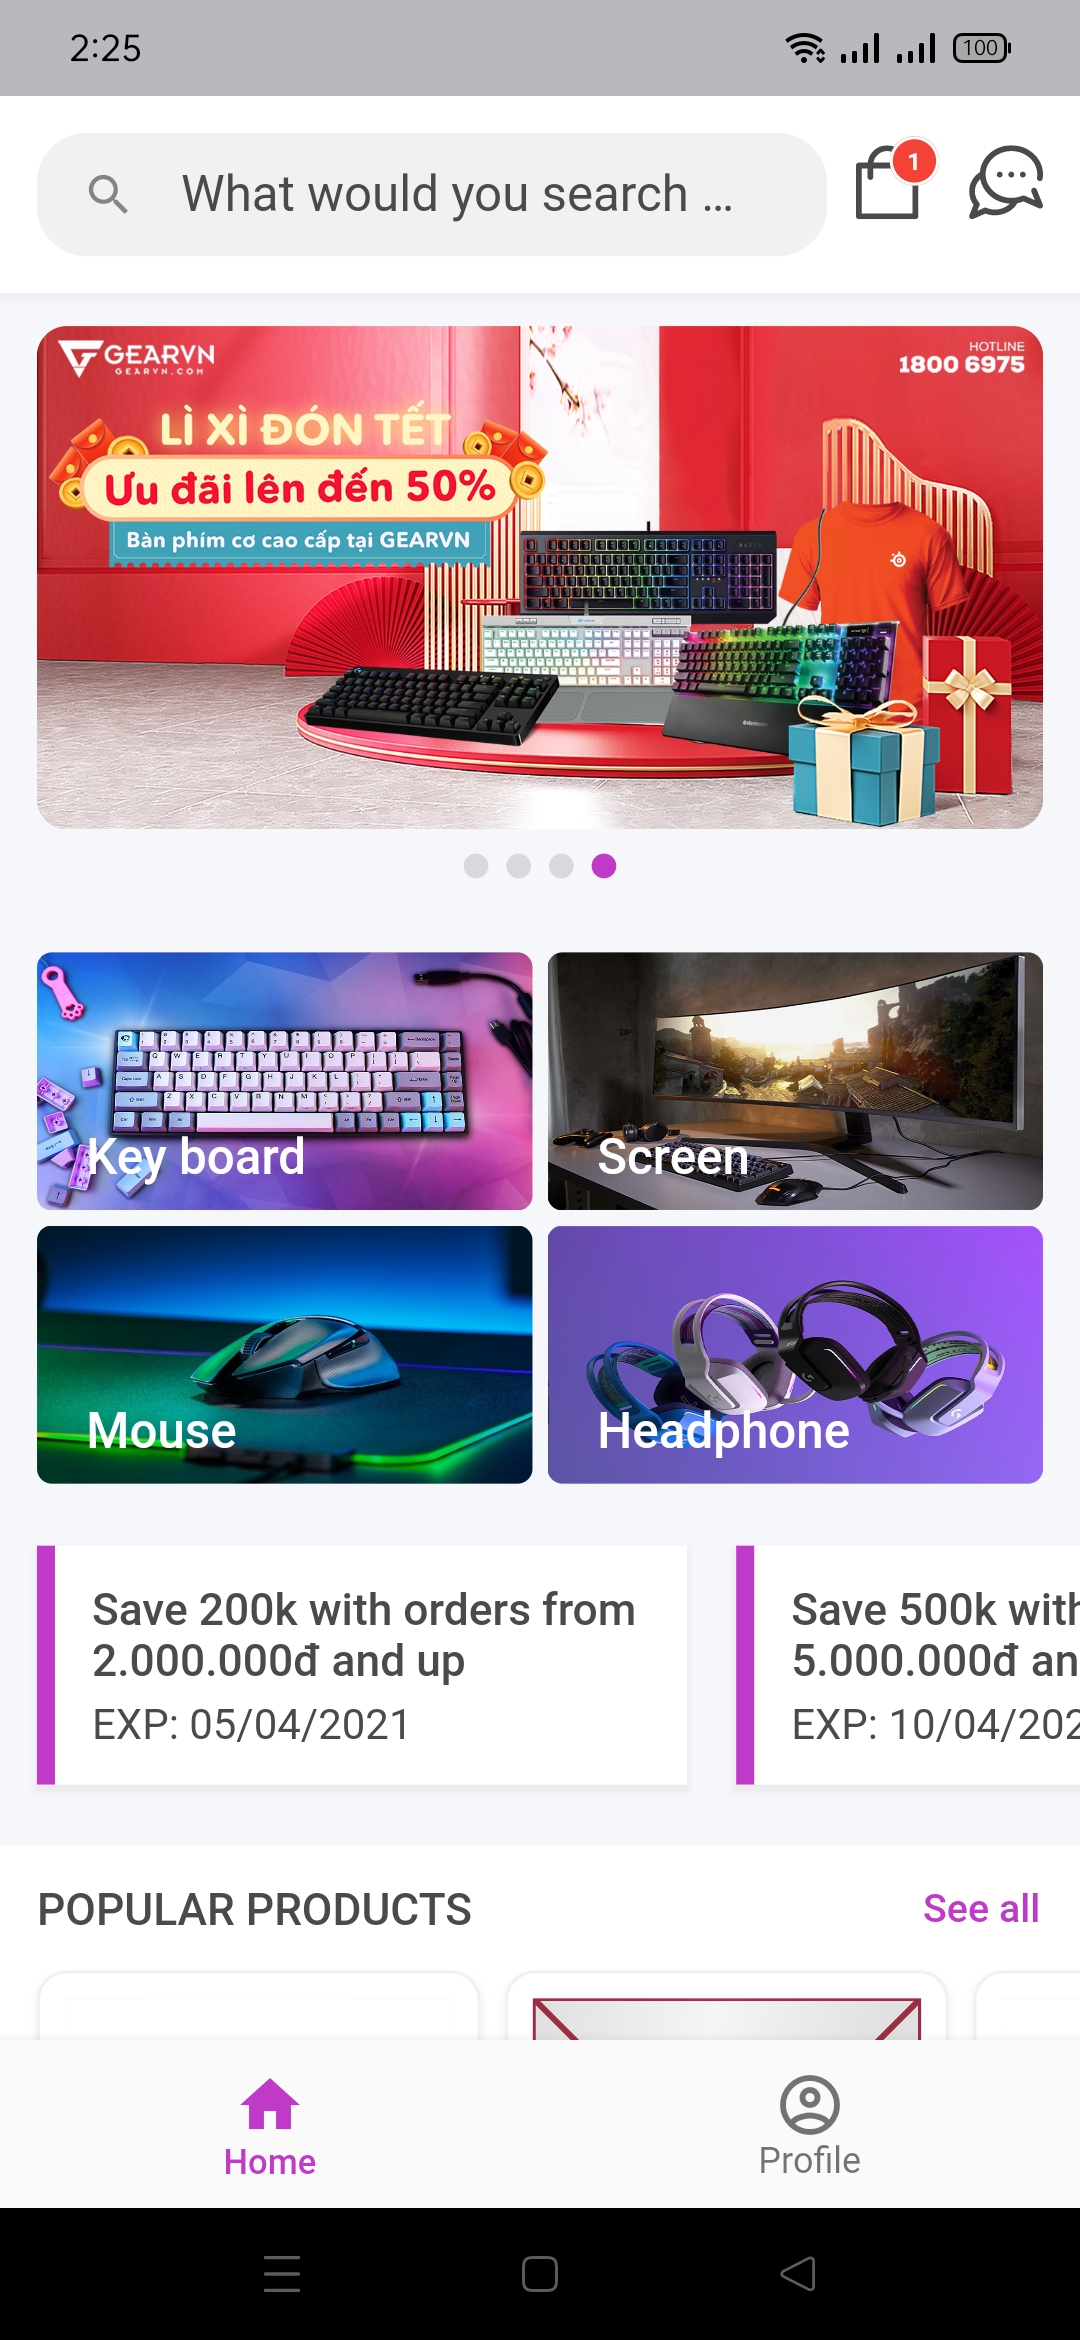 2:25
100
What would you search ...
1
GEARVN
GEARVN.COM
HOTLINE
1800 6975
LÌ XÌ ĐÓN TẾT
Ưu đãi lên đến 50%
Bàn phím cơ cao cấp tại GEARVN
Key board
Screen
Mouse
Headphone
Save 200k with orders from
2.000.000đ and up
EXP: 05/04/2021
Save 500k with
5.000.000đ an
EXP: 10/04/202
POPULAR PRODUCTS
See all
Home
Profile